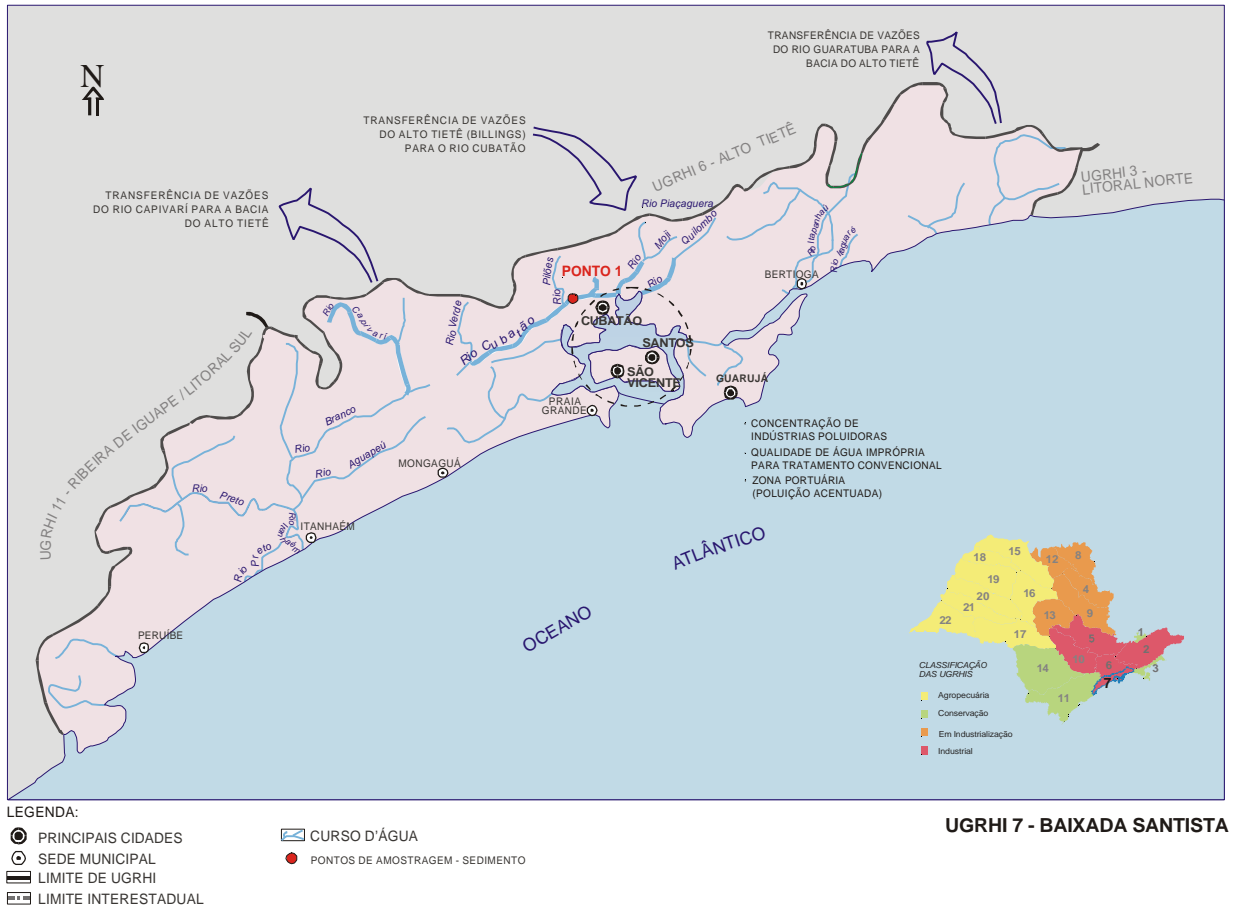 TRANSFERÊNCIA DE VAZÕES
DO RIO GUARATUBA PARA A
BACIA DO ALTO TIETÊ
N
TRANSFERÊNCIA DE VAZÕES
DO ALTO TIETÊ (BILLINGS)
PARA O RIO CUBATÃO
UGRHI 6 - ALTO TIETÊ
UGRHI 3 -
LITORAL NORTE
TRANSFERÊNCIA DE VAZÕES
DO RIO CAPIVARÍ PARA A BACIA
DO ALTO TIETÊ
Rio Piaçaguera
Rio Moji
Rio Quilombo
Rio Itapanhaú
Rio Iaguaré
BERTIOGA
Rio Pilões
PONTO 1
CUBATÃO
Rio Capivarí
Rio Verde
Rio Cubatão
SANTOS
SÃO
VICENTE
GUARUJÁ
PRAIA
GRANDE
UGRHI 11 - RIBEIRA DE IGUAPE / LITORAL SUL
Rio Branco
Rio Aguapeú
MONGAGUÁ
Rio Preto
ITANHAÉM
Rio Preto
PERUÍBE
· CONCENTRAÇÃO DE
INDÚSTRIAS POLUIDORAS
· QUALIDADE DE ÁGUA IMPRÓPRIA
PARA TRATAMENTO CONVENCIONAL
· ZONA PORTUÁRIA
(POLUIÇÃO ACENTUADA)
OCEANO
ATLÂNTICO
18
15
12
8
19
16
4
20
21
13
9
22
17
5
1
2
14
10
6
3
7
11
CLASSIFICAÇÃO
DAS UGRHIS
Agropecuária
Conservação
Em Industrialização
Industrial
LEGENDA:
PRINCIPAIS CIDADES
SEDE MUNICIPAL
LIMITE DE UGRHI
LIMITE INTERESTADUAL
CURSO D'ÁGUA
PONTOS DE AMOSTRAGEM - SEDIMENTO
UGRHI 7 - BAIXADA SANTISTA